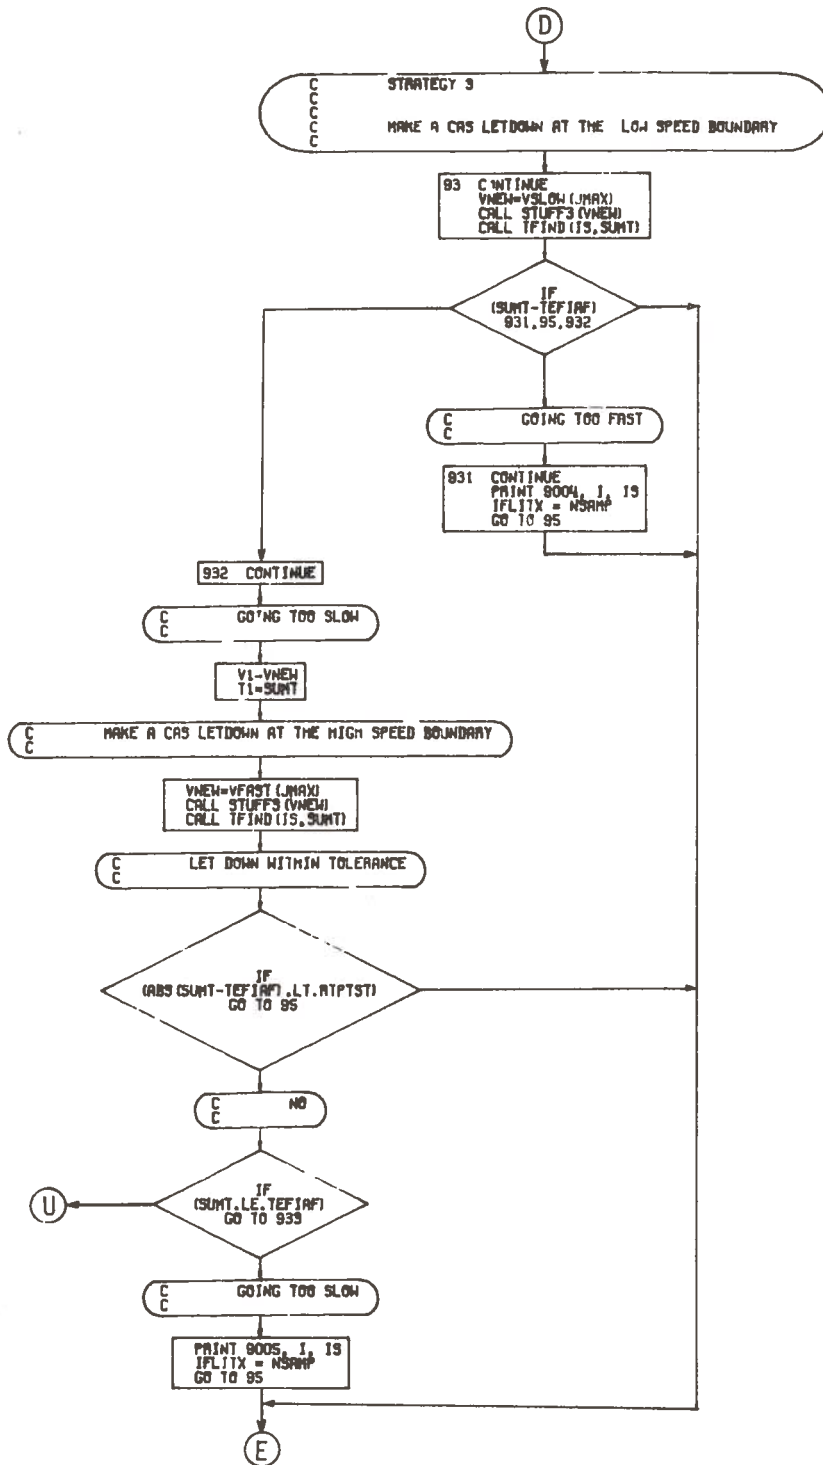 D
C STRATEGY 3
C
C
C MAKE A CAS LETDOWN AT THE LOW SPEED BOUNDARY
C
93 C NTINUE
VNEW=VSLOW(JMAX)
CALL STUFF3(VNEW)
CALL TFIND(IS,SUMT)
IF
(SUMT-TEFIAF)
931,95,932
C GOING TOO FAST
C
931 CONTINUE
PRINT 9004, I, IS
IFLITX = NSAMP
GO TO 95
932 CONTINUE
C GOING TOO SLOW
C
V1=VNEW
T1=SUMT
C MAKE A CAS LETDOWN AT THE HIGH SPEED BOUNDARY
C
VNEW=VFAST(JMAX)
CALL STUFF3(VNEW)
CALL TFIND(IS,SUMT)
C LET DOWN WITHIN TOLERANCE
C
IF
(ABS(SUMT-TEFIAF).LT.ATPTST)
GO TO 95
C NO
C
IF
(SUMT.LE.TEFIAF)
GO TO 933
U
C GOING TOO SLOW
C
PRINT 9005, I, IS
IFLITX = NSAMP
GO TO 95
E